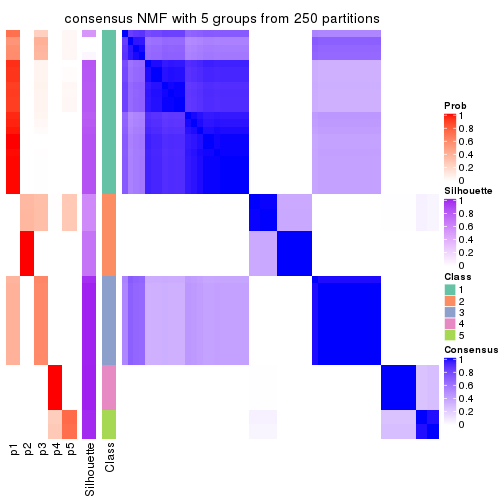 consensus NMF with 5 groups from 250 partitions
Prob
1
0.8
0.6
0.4
0.2
0
Silhouette
1
0.8
0.6
0.4
0.2
0
Class
1
2
3
4
5
Consensus
1
0.8
0.6
0.4
0.2
0
p1
p2
p3
p4
p5
Silhouette
Class